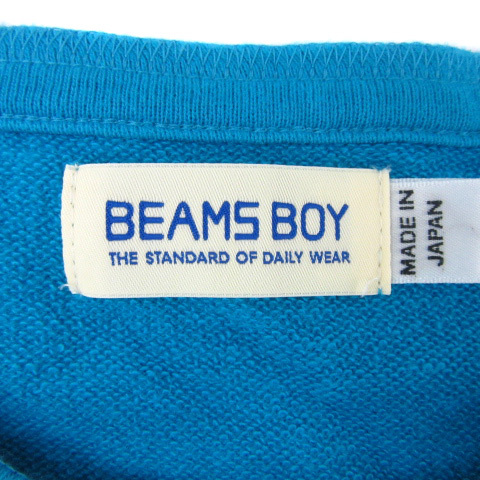 BEAMS BOY
THE STANDARD OF DAILY WEAR
MADE IN
JAPAN